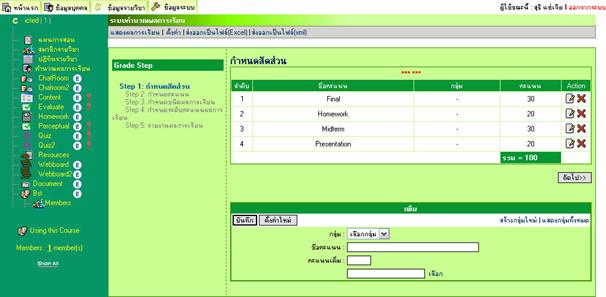 หน้าแรก ข้อมูลบุคคล ข้อมูลรายวิชา ข้อมูลระบบ
ผู้ใช้ขณะนี้ : สุธี แซ่เจีย | ออกจากระบบ
icted | 1 |
แผนการสอน
สมาชิกรายวิชา
ปฏิทินรายวิชา
คำนวณผลการเรียน
ChatRoom
Chatroom2
Content
Evaluate
Homework
Perceptual
Quiz
Quiz2
Resources
Webboard
Webboard2
Document
Bst
Members
Using this Course
Members : 1 member(s)
Show All
ระบบคำนวณผลการเรียน
แสดงผลการเรียน | ตั้งค่า | ส่งออกเป็นไฟล์(Excel) | ส่งออกเป็นไฟล์(xml)
Grade Step
Step 1: กำหนดสัดส่วน
Step 2: กำหนดคะแนน
Step 3: กำหนดชนิดผลการเรียน
Step 4: กำหนดระดับคะแนนผลการเรียน
Step 5: รายงานผลการเรียน
กำหนดสัดส่วน
*** ***
ลำดับ ชื่อคะแนน กลุ่ม คะแนน Action
1 Final - 30
2 Homework - 20
3 Midterm - 30
4 Presentation - 20
รวม = 100
ถัดไป>>
เพิ่ม
บันทึก ตั้งค่าใหม่ สร้างกลุ่มใหม่ | แสดงกลุ่มทั้งหมด
กลุ่ม : เลือกกลุ่ม
ชื่อคะแนน :
คะแนนเต็ม :
เลือก